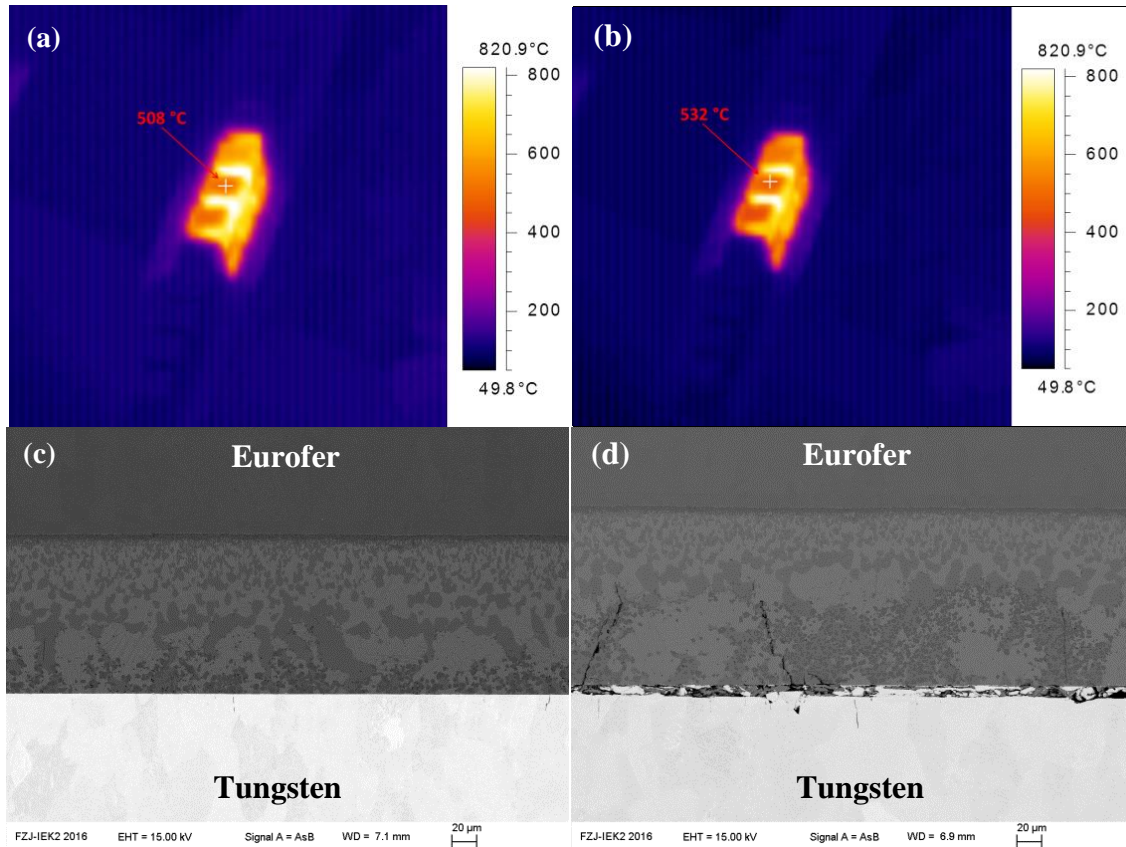 (a)
508 °C
820.9°C
800
600
400
200
49.8°C
(b)
532 °C
820.9°C
800
600
400
200
49.8°C
(c)
Eurofer
Tungsten
FZJ-IEK2 2016 EHT = 15.00 kV Signal A = AsB WD = 7.1 mm 20 µm
(d)
Eurofer
Tungsten
FZJ-IEK2 2016 EHT = 15.00 kV Signal A = AsB WD = 6.9 mm 20 µm